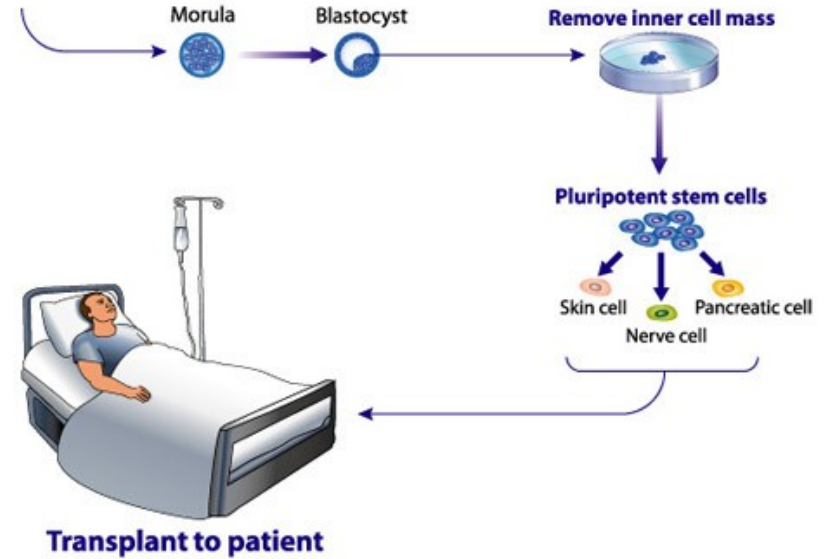 Morula
Blastocyst
Remove inner cell mass
Pluripotent stem cells
Skin cell
Nerve cell
Pancreatic cell
Transplant to patient